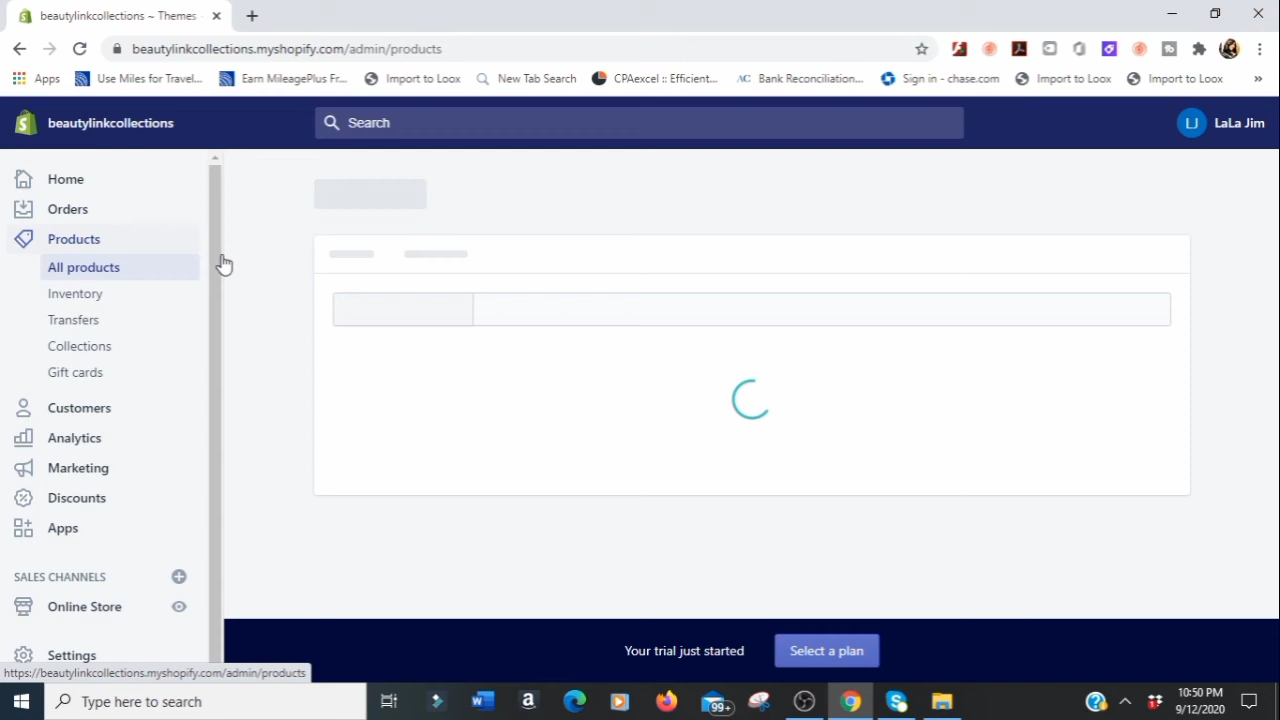 beautylinkcollections ~ Themes
beautylinkcollections.myshopify.com/admin/products
Apps
Use Miles for Travel...
Earn MileagePlus Fr...
Import to Loox
New Tab Search
CPAexcel :: Efficient...
AC Bank Reconciliation...
Sign in - chase.com
Import to Loox
Import to Loox
»
beautylinkcollections
Search
LJ
LaLa Jim
Home
Orders
Products
All products
Inventory
Transfers
Collections
Gift cards
Customers
Analytics
Marketing
Discounts
Apps
SALES CHANNELS
Online Store
Settings
Your trial just started
Select a plan
https://beautylinkcollections.myshopify.com/admin/products
Type here to search
99+
10:50 PM
9/12/2020